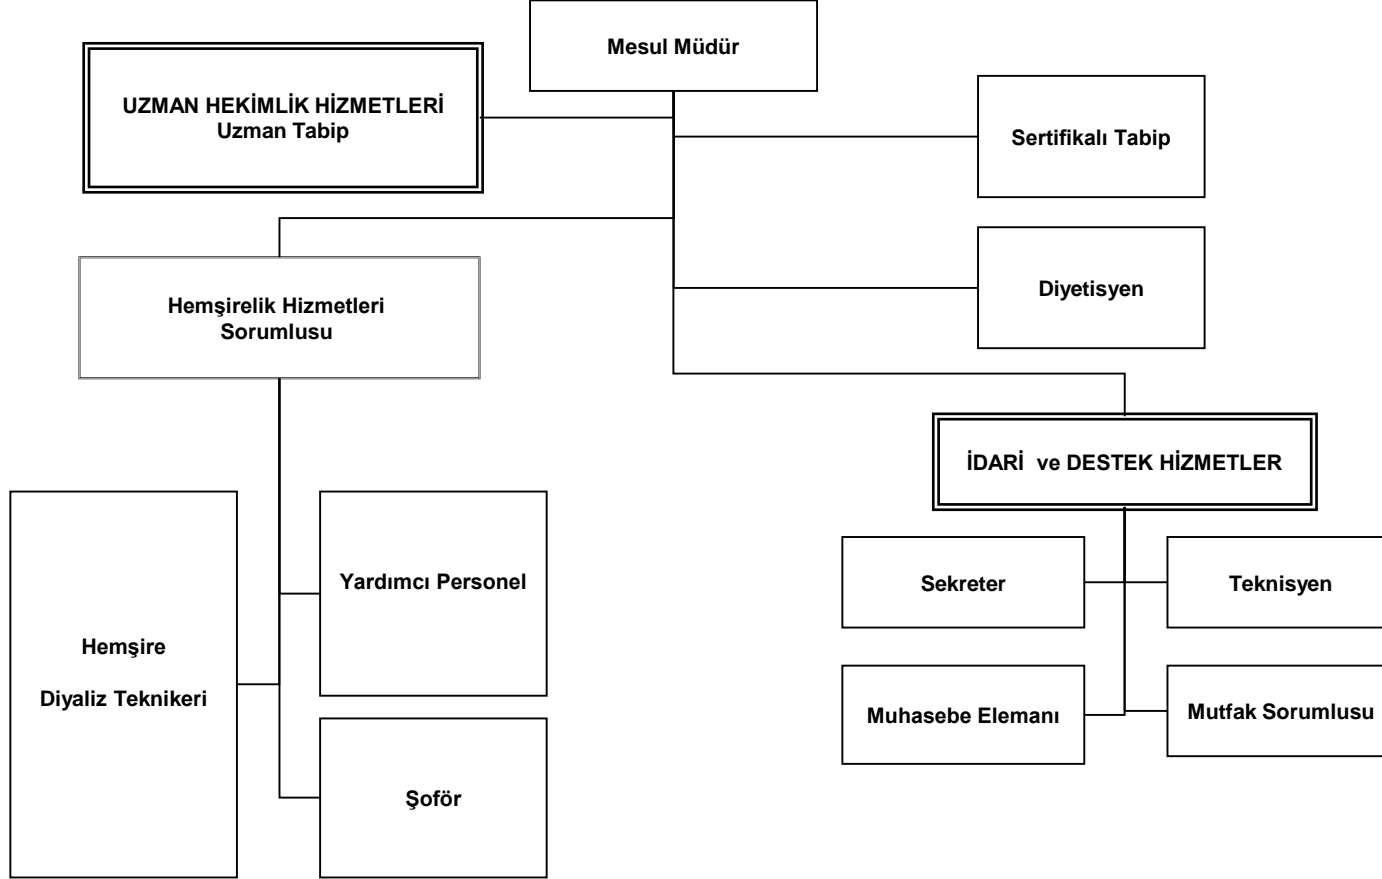 Mesul Müdür
UZMAN HEKİMLİK HİZMETLERİ
Uzman Tabip
Sertifikalı Tabip
Hemşirelik Hizmetleri
Sorumlusu
Diyetisyen
İDARİ ve DESTEK HİZMETLER
Hemşire
Diyaliz Teknikeri
Yardımcı Personel
Şoför
Sekreter
Teknisyen
Muhasebe Elemanı
Mutfak Sorumlusu